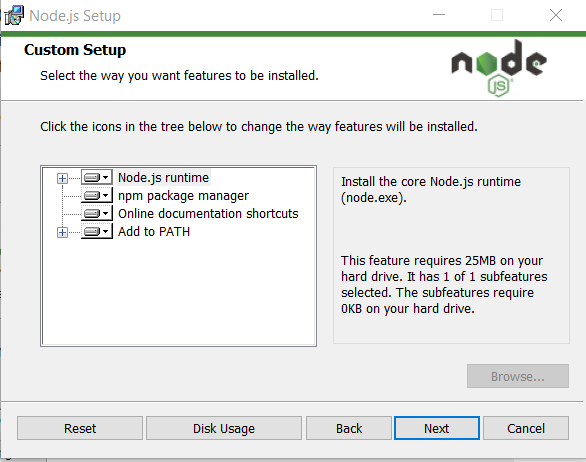 Node.js Setup
Custom Setup
Select the way you want features to be installed.
node
JS
Click the icons in the tree below to change the way features will be installed.
Node.js runtime
npm package manager
Online documentation shortcuts
Add to PATH
Install the core Node.js runtime
(node.exe).
This feature requires 25MB on your
hard drive. It has 1 of 1 subfeatures
selected. The subfeatures require
0KB on your hard drive.
Browse...
Reset
Disk Usage
Back
Next
Cancel